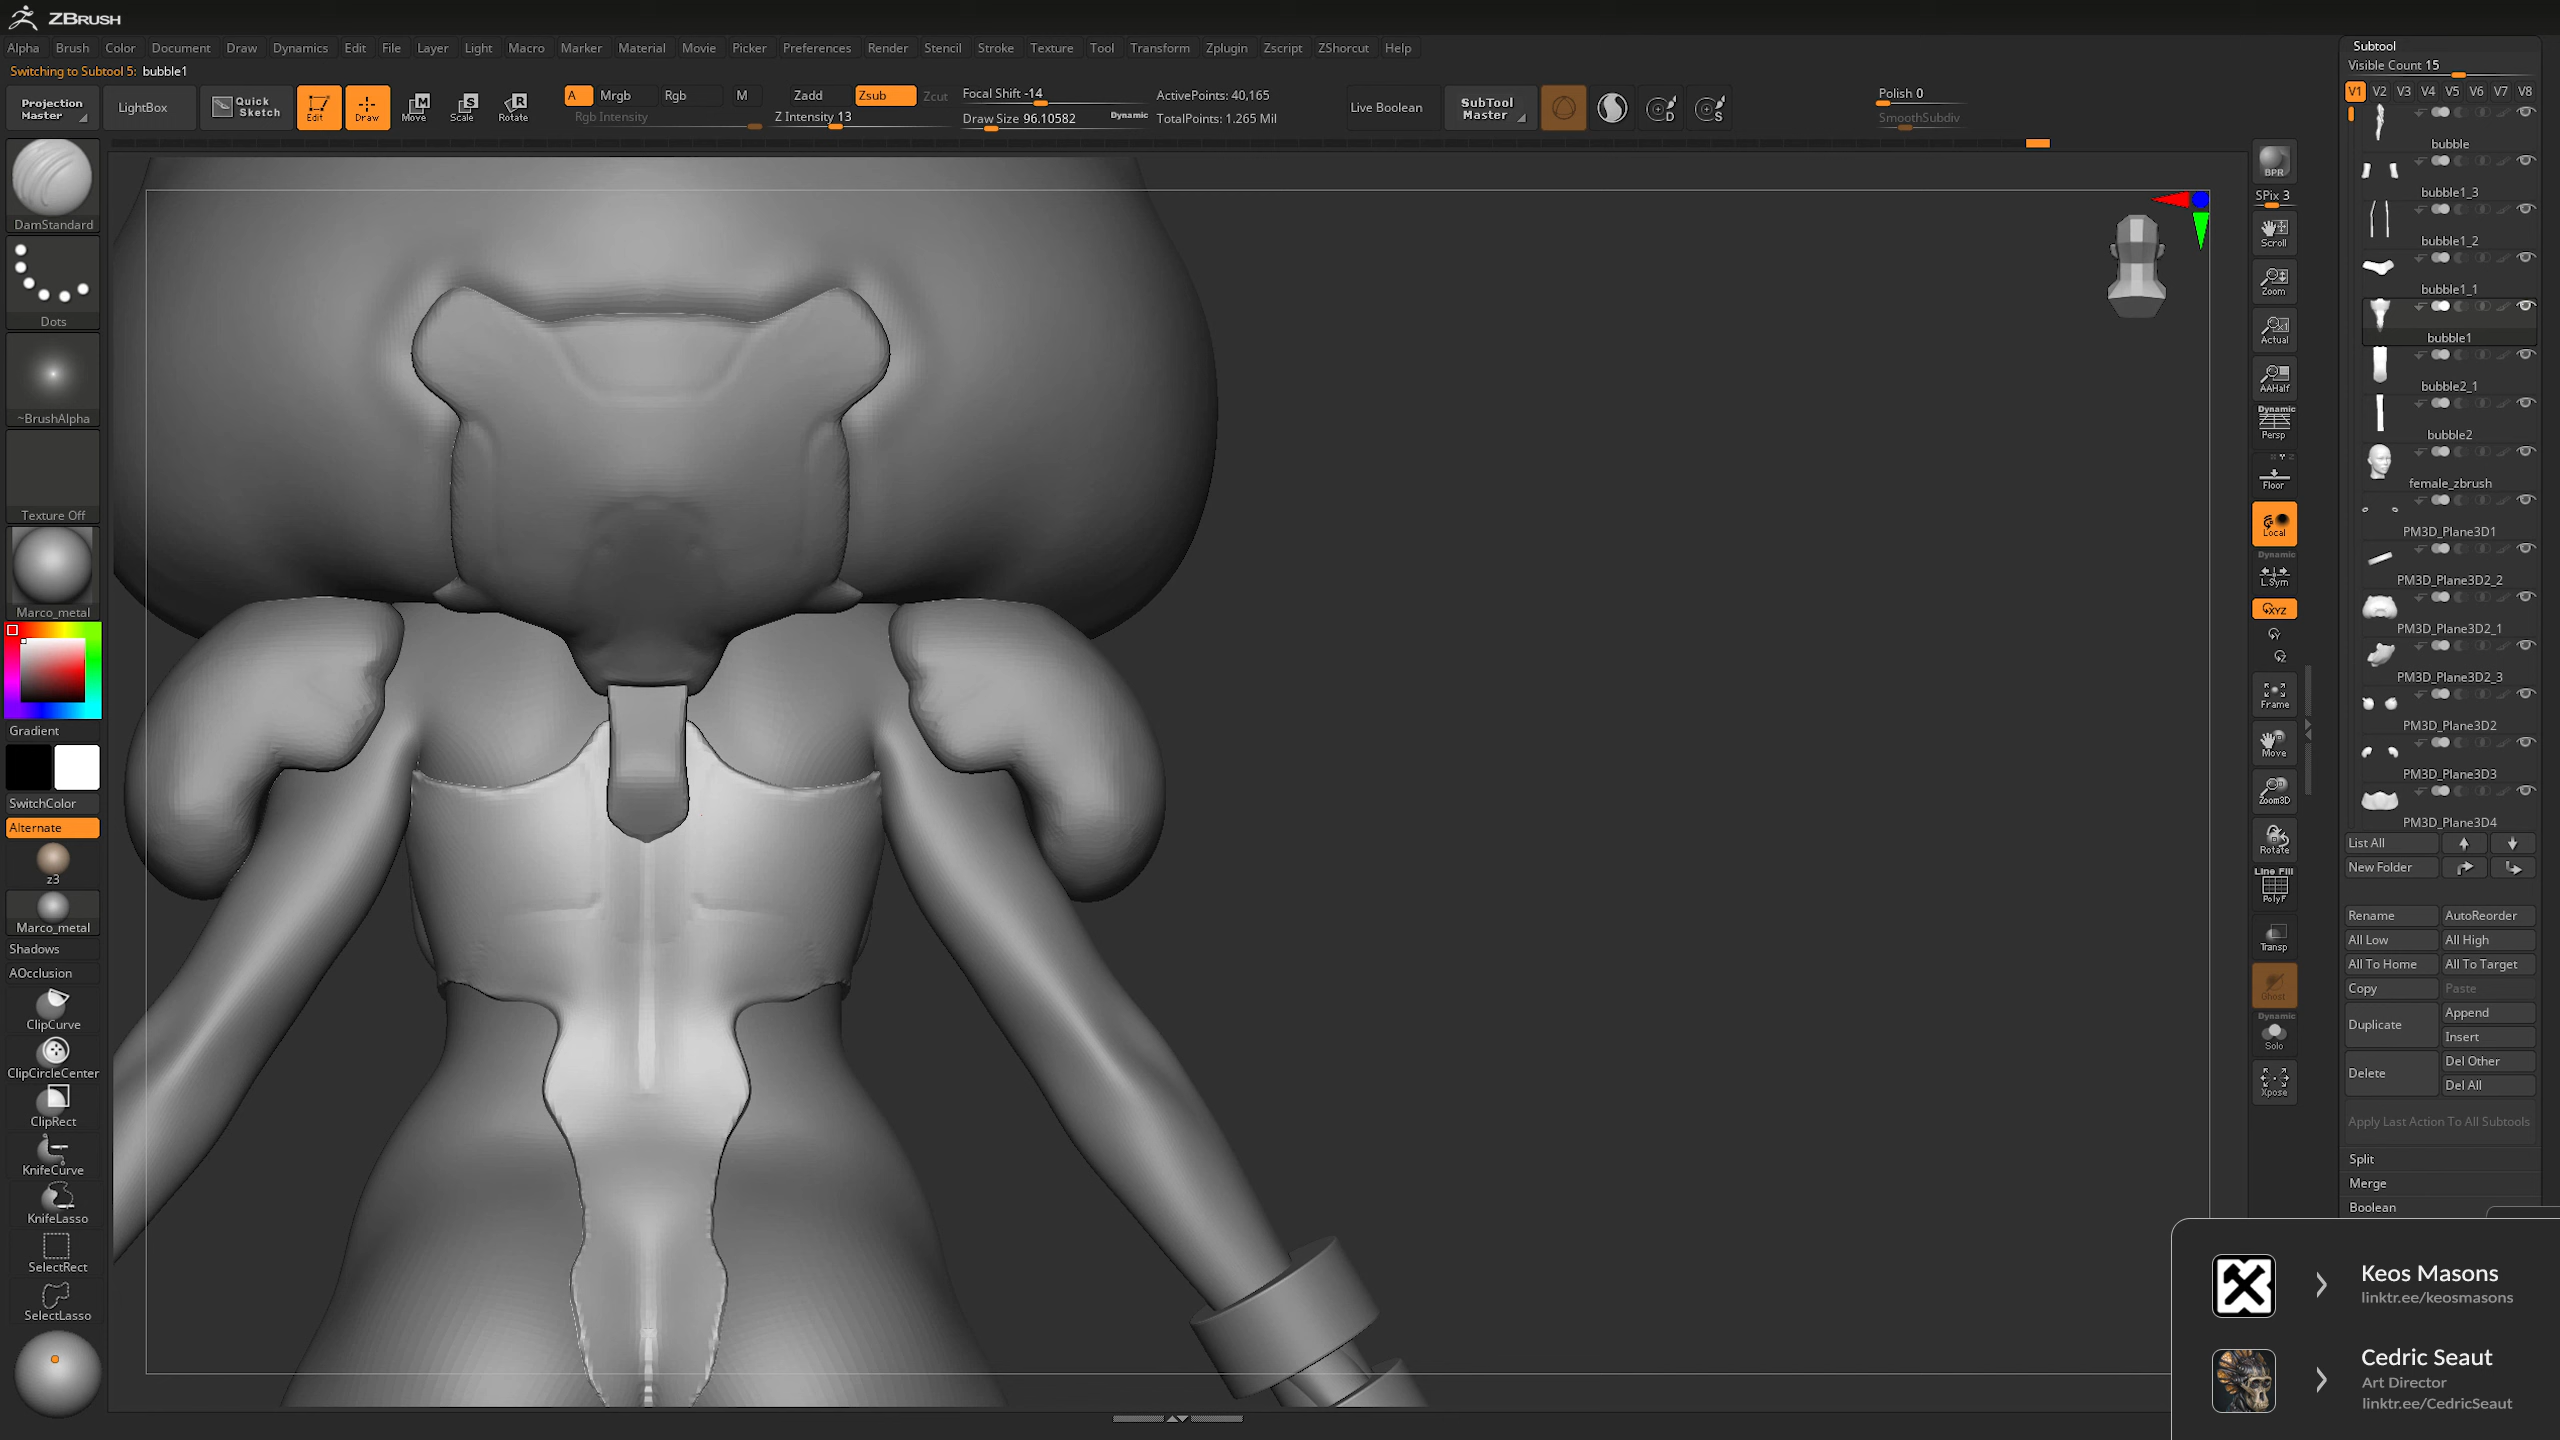 ZBRUSH
Alpha Brush Color Document Draw Dynamics Edit File Layer Light Macro Marker Material Movie Picker Preferences Render Stencil Stroke Texture Tool Transform Zplugin Zscript ZShorcut Help
Switching to Subtool 5: bubble1
Projection Master
LightBox
Quick Sketch
Edit
Draw
Move
Scale
Rotate
A
Mrgb
Rgb
M
Rgb Intensity
Zadd
Zsub
Zcut
Z Intensity 13
Focal Shift -14
Draw Size 96.10582
Dynamic
ActivePoints: 40,165
TotalPoints: 1.265 Mil
Live Boolean
SubTool Master
Polish 0
SmoothSubdiv
DamStandard
Dots
~BrushAlpha
Texture Off
Marco_metal
Gradient
SwitchColor
Alternate
z3
Marco_metal
Shadows
AOcclusion
ClipCurve
ClipCircleCenter
ClipRect
KnifeCurve
KnifeLasso
SelectRect
SelectLasso
BPR
SPix 3
Scroll
Zoom
Actual
AAHalf
Dynamic
Persp
Floor
Local
Dynamic
L.Sym
XYZ
Frame
Move
Zoom3D
Rotate
Line Fill
PolyF
Transp
Ghost
Dynamic
Solo
Xpose
Subtool
Visible Count 15
V1 V2 V3 V4 V5 V6 V7 V8
bubble
bubble1_3
bubble1_2
bubble1_1
bubble1
bubble2_1
bubble2
female_zbrush
PM3D_Plane3D1
PM3D_Plane3D2_2
PM3D_Plane3D2_1
PM3D_Plane3D2_3
PM3D_Plane3D2
PM3D_Plane3D3
PM3D_Plane3D4
List All
New Folder
Rename AutoReorder
All Low All High
All To Home All To Target
Copy Paste
Duplicate
Append
Insert
Delete
Del Other
Del All
Apply Last Action To All Subtools
Split
Merge
Boolean
Keos Masons
linktr.ee/keosmasons
Cedric Seaut
Art Director
linktr.ee/CedricSeaut